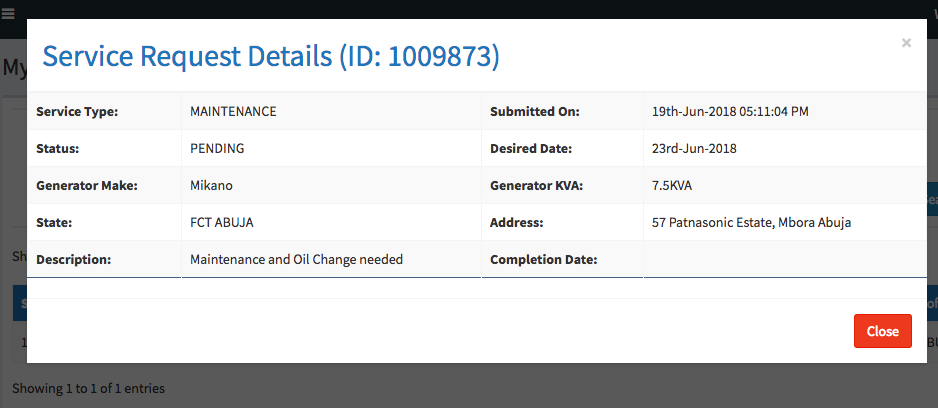 My
Service Request Details (ID: 1009873)
×
Service Type: MAINTENANCE Submitted On: 19th-Jun-2018 05:11:04 PM
Status: PENDING Desired Date: 23rd-Jun-2018
Generator Make: Mikano Generator KVA: 7.5KVA
State: FCT ABUJA Address: 57 Patnasonic Estate, Mbora Abuja
Description: Maintenance and Oil Change needed Completion Date:
Sh
Close
Showing 1 to 1 of 1 entries